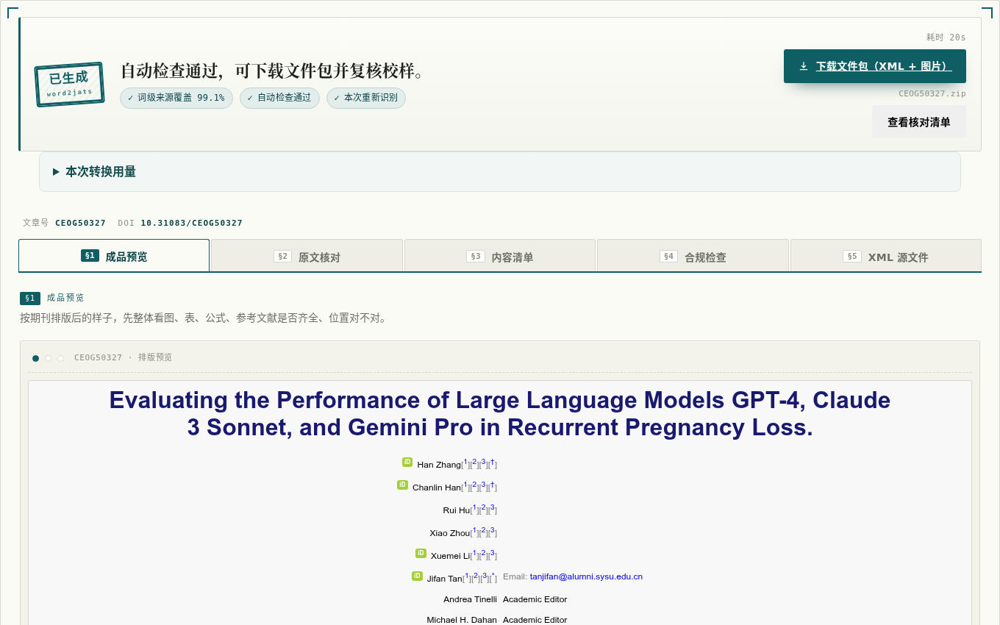 耗时 20s
已生成
word2jats
自动检查通过，可下载文件包并复核校样。
下载文件包（XML + 图片）
✓ 词级来源覆盖 99.1% ✓ 自动检查通过 ✓ 本次重新识别
CEOG50327.zip
查看核对清单
▶ 本次转换用量
文章号 CEOG50327 DOI 10.31083/CEOG50327
§1 成品预览 §2 原文核对 §3 内容清单 §4 合规检查 §5 XML 源文件
§1 成品预览
按期刊排版后的样子，先整体看图、表、公式、参考文献是否齐全、位置对不对。
CEOG50327 · 排版预览
Evaluating the Performance of Large Language Models GPT-4, Claude
3 Sonnet, and Gemini Pro in Recurrent Pregnancy Loss.
iD Han Zhang[1][2][3][†]
iD Chanlin Han[1][2][3][†]
Rui Hu[1][2][3]
Xiao Zhou[1][2][3]
iD Xuemei Li[1][2][3]
iD Jifan Tan[1][2][3][*] Email: tanjifan@alumni.sysu.edu.cn
Andrea Tinelli Academic Editor
Michael H. Dahan Academic Editor